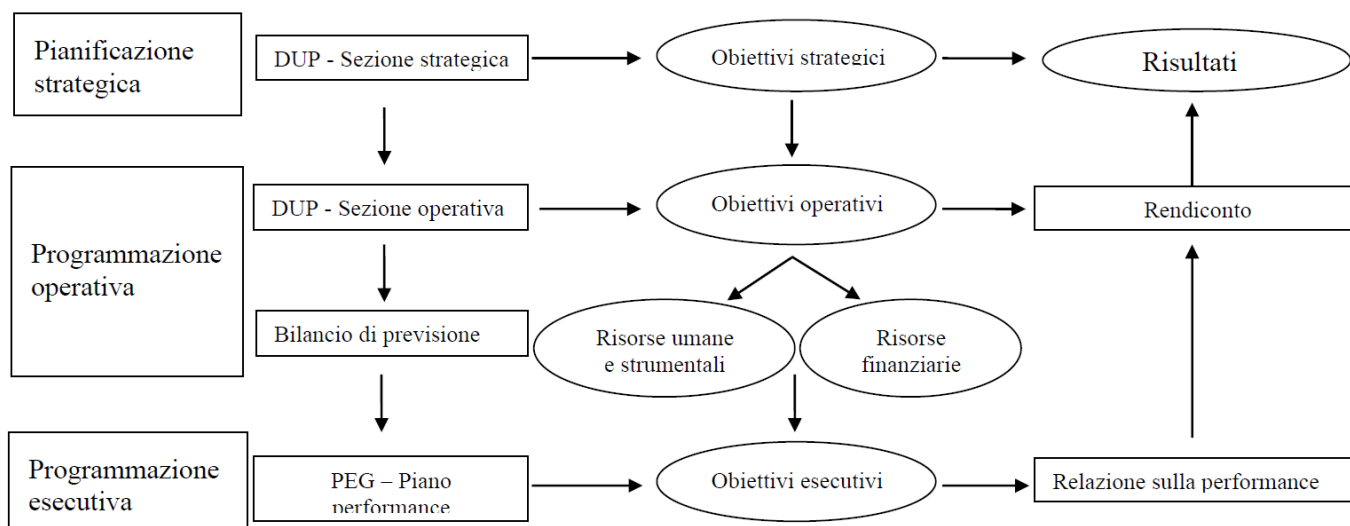 Pianificazione
strategica
DUP - Sezione strategica
Obiettivi strategici
Risultati
Programmazione
operativa
DUP - Sezione operativa
Obiettivi operativi
Rendiconto
Bilancio di previsione
Risorse umane
e strumentali
Risorse
finanziarie
Programmazione
esecutiva
PEG – Piano
performance
Obiettivi esecutivi
Relazione sulla performance